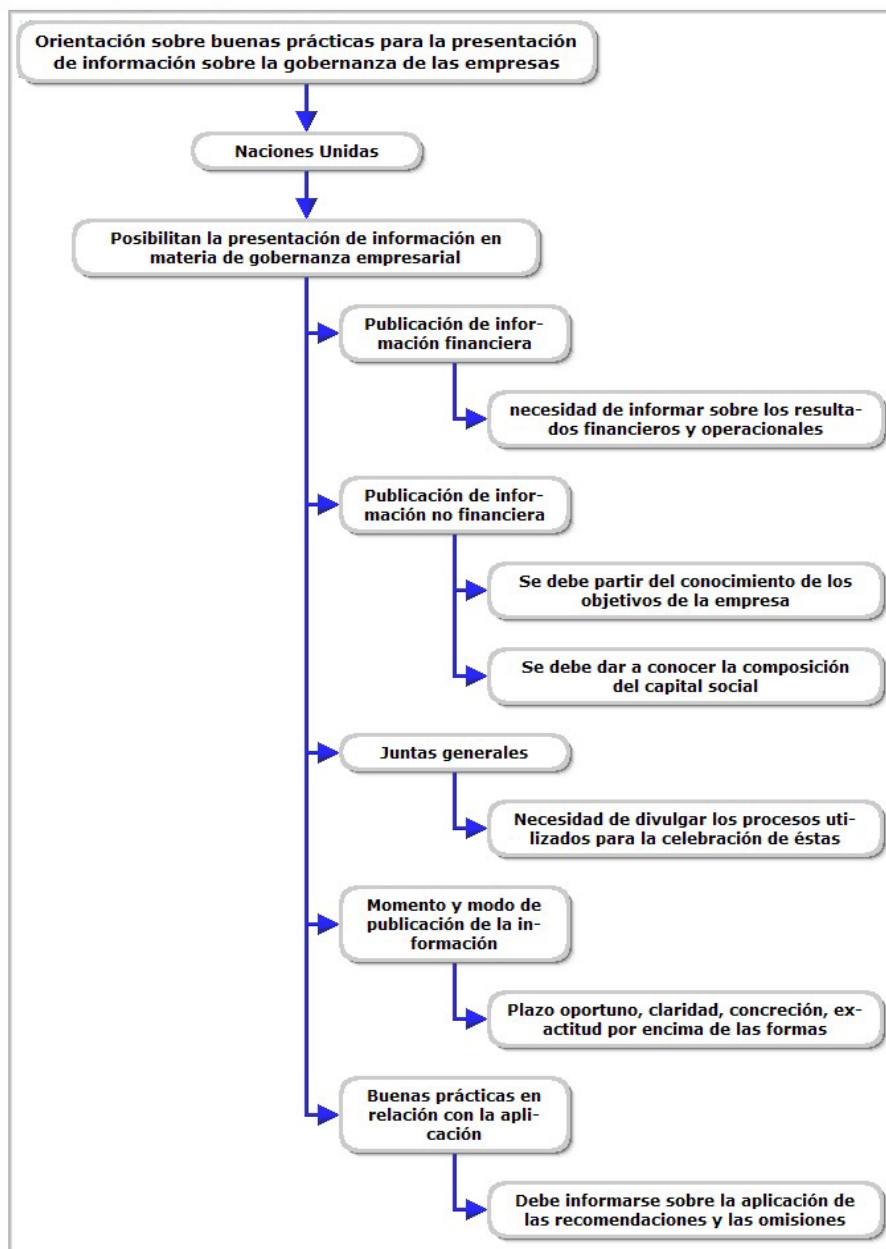 Orientación sobre buenas prácticas para la presentación
de información sobre la gobernanza de las empresas
Naciones Unidas
Posibilitan la presentación de información en
materia de gobernanza empresarial
Publicación de infor-
mación financiera
necesidad de informar sobre los resulta-
dos financieros y operacionales
Publicación de infor-
mación no financiera
Se debe partir del conocimiento de los
objetivos de la empresa
Se debe dar a conocer la composición
del capital social
Juntas generales
Necesidad de divulgar los procesos uti-
lizados para la celebración de éstas
Momento y modo de
publicación de la in-
formación
Plazo oportuno, claridad, concreción, ex-
actitud por encima de las formas
Buenas prácticas en
relación con la apli-
cación
Debe informarse sobre la aplicación de
las recomendaciones y las omisiones